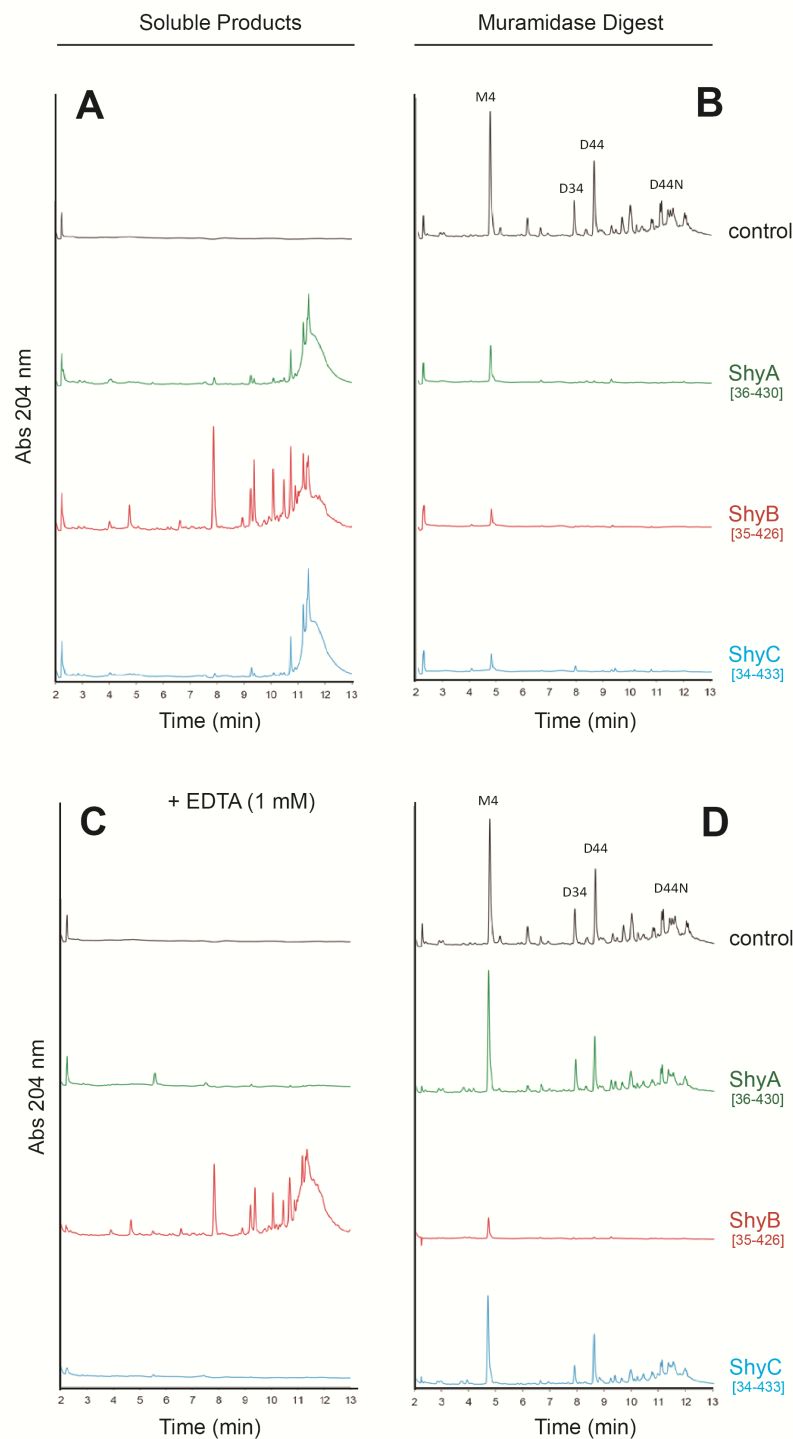 Soluble Products
Muramidase Digest
A
B
M4
D44
D34
D44N
control
ShyA
[36-430]
ShyB
[35-426]
ShyC
[34-433]
Abs 204 nm
2 3 4 5 6 7 8 9 10 11 12 13
2 3 4 5 6 7 8 9 10 11 12 13
Time (min)
Time (min)
+ EDTA (1 mM)
C
D
M4
D44
D34
D44N
control
ShyA
[36-430]
ShyB
[35-426]
ShyC
[34-433]
Abs 204 nm
2 3 4 5 6 7 8 9 10 11 12 13
2 3 4 5 6 7 8 9 10 11 12 13
Time (min)
Time (min)